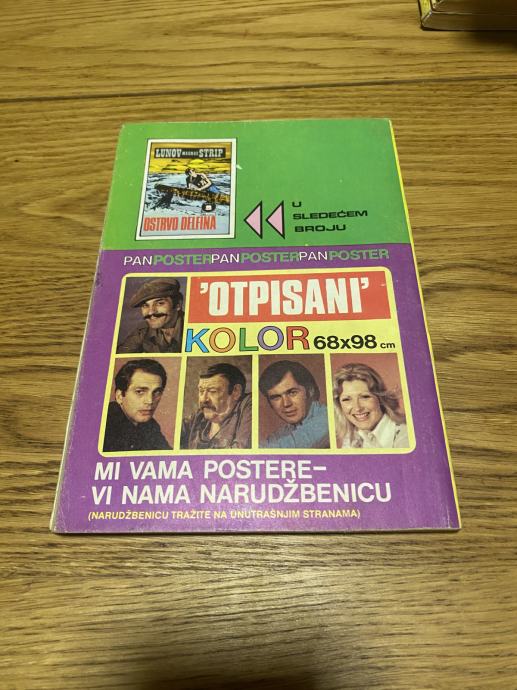 LUNOV MAGNUS STRIP
OSTRVO DELFINA
U
SLEDEĆEM
BROJU
PANPOSTERPANPOSTERPANPOSTER
'OTPISANI'
KOLOR 68x98 cm
MI VAMA POSTERE–
VI NAMA NARUDŽBENICU
(NARUDŽBENICU TRAŽITE NA UNUTRAŠNJIM STRANAMA)